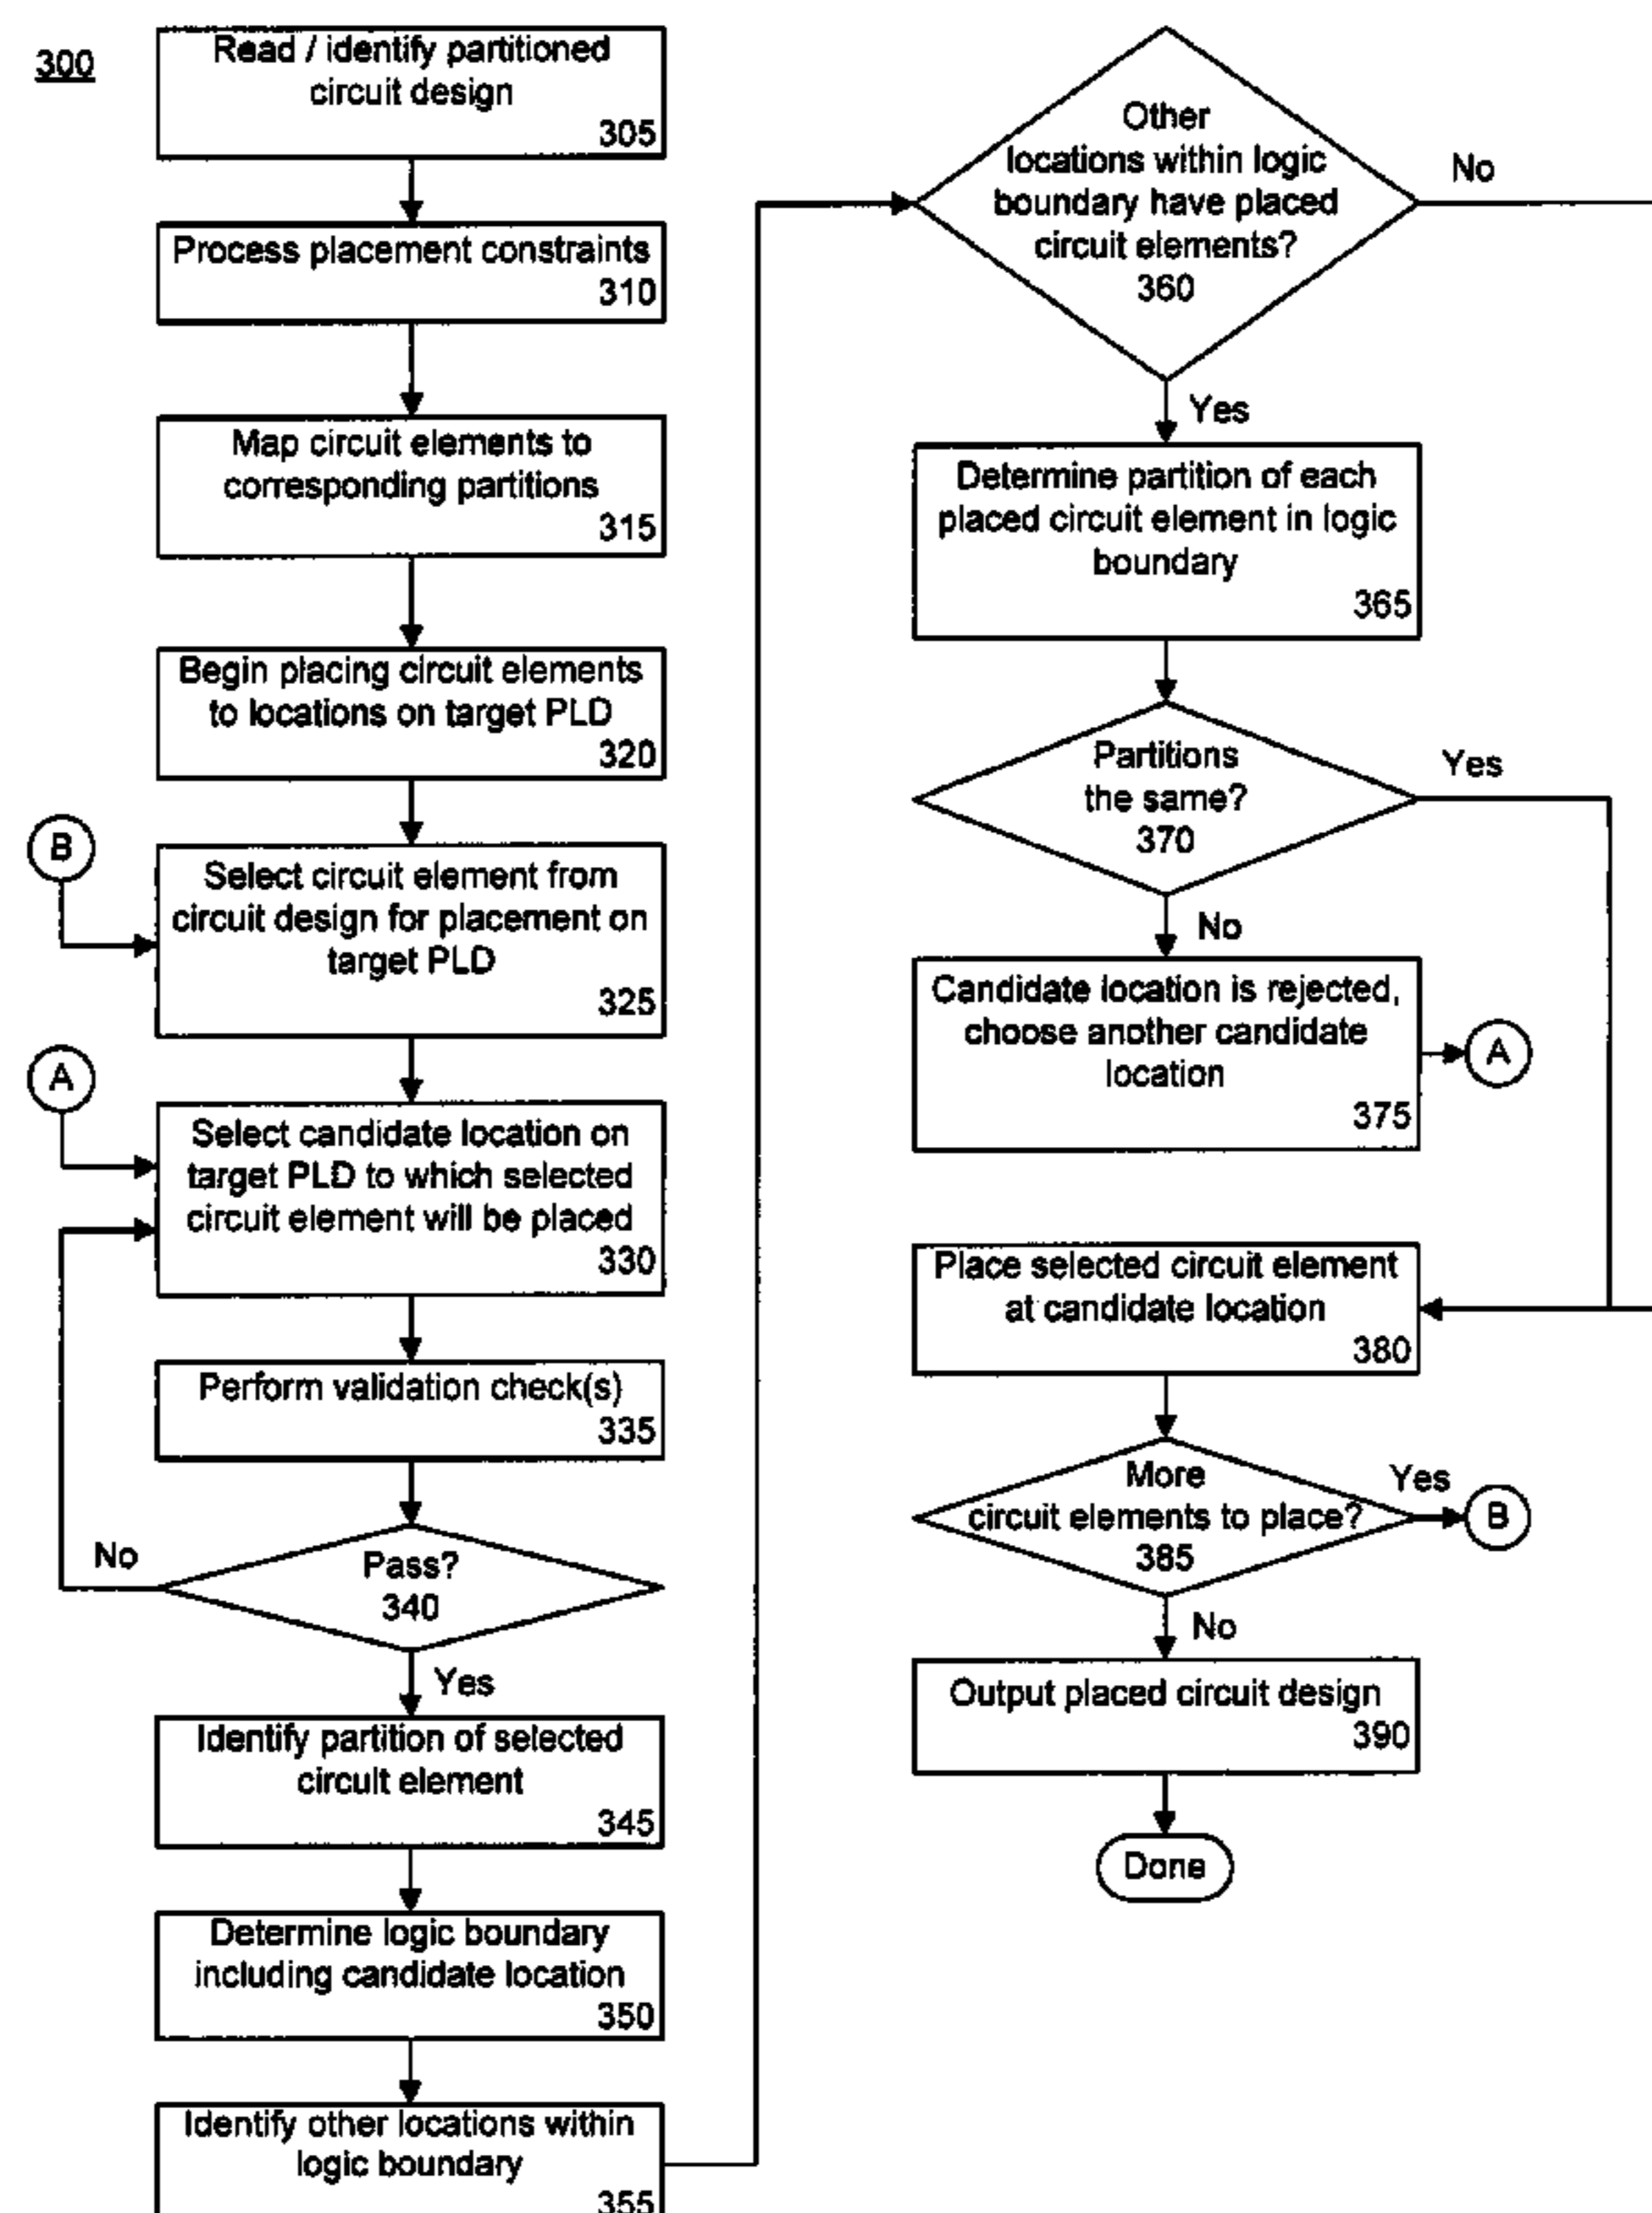 300
Read / identify partitioned
circuit design
305
Process placement constraints
310
Map circuit elements to
corresponding partitions
315
Begin placing circuit elements
to locations on target PLD
320
B
Select circuit element from
circuit design for placement on
target PLD
325
A
Select candidate location on
target PLD to which selected
circuit element will be placed
330
Perform validation check(s)
335
No
Pass?
340
Yes
Identify partition of selected
circuit element
345
Determine logic boundary
including candidate location
350
Identify other locations within
logic boundary
355
Other
locations within logic
boundary have placed
circuit elements?
360
No
Yes
Determine partition of each
placed circuit element in logic
boundary
365
Partitions
the same?
370
Yes
No
Candidate location is rejected,
choose another candidate
location
375
A
Place selected circuit element
at candidate location
380
More
circuit elements to place?
385
Yes
B
No
Output placed circuit design
390
Done